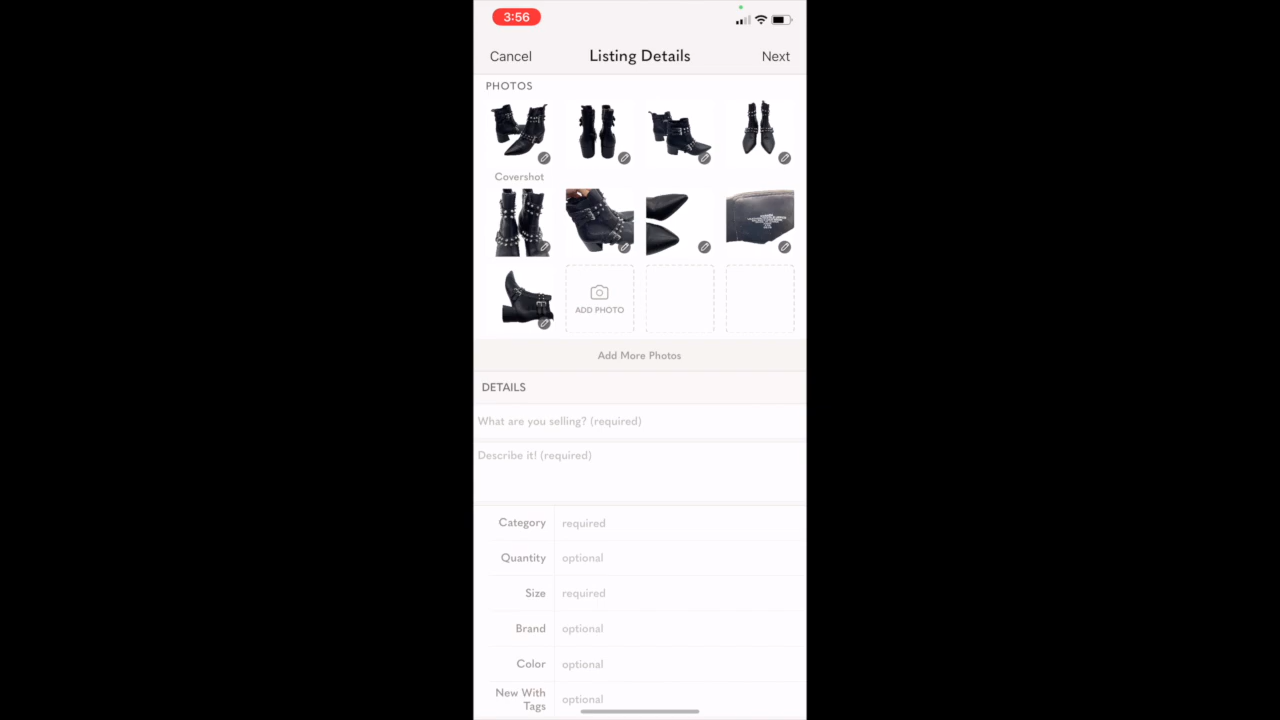 3:56
Cancel
Listing Details
Next
PHOTOS
Covershot
ADD PHOTO
Add More Photos
DETAILS
What are you selling? (required)
Describe it! (required)
Category required
Quantity optional
Size required
Brand optional
Color optional
New With
Tags optional